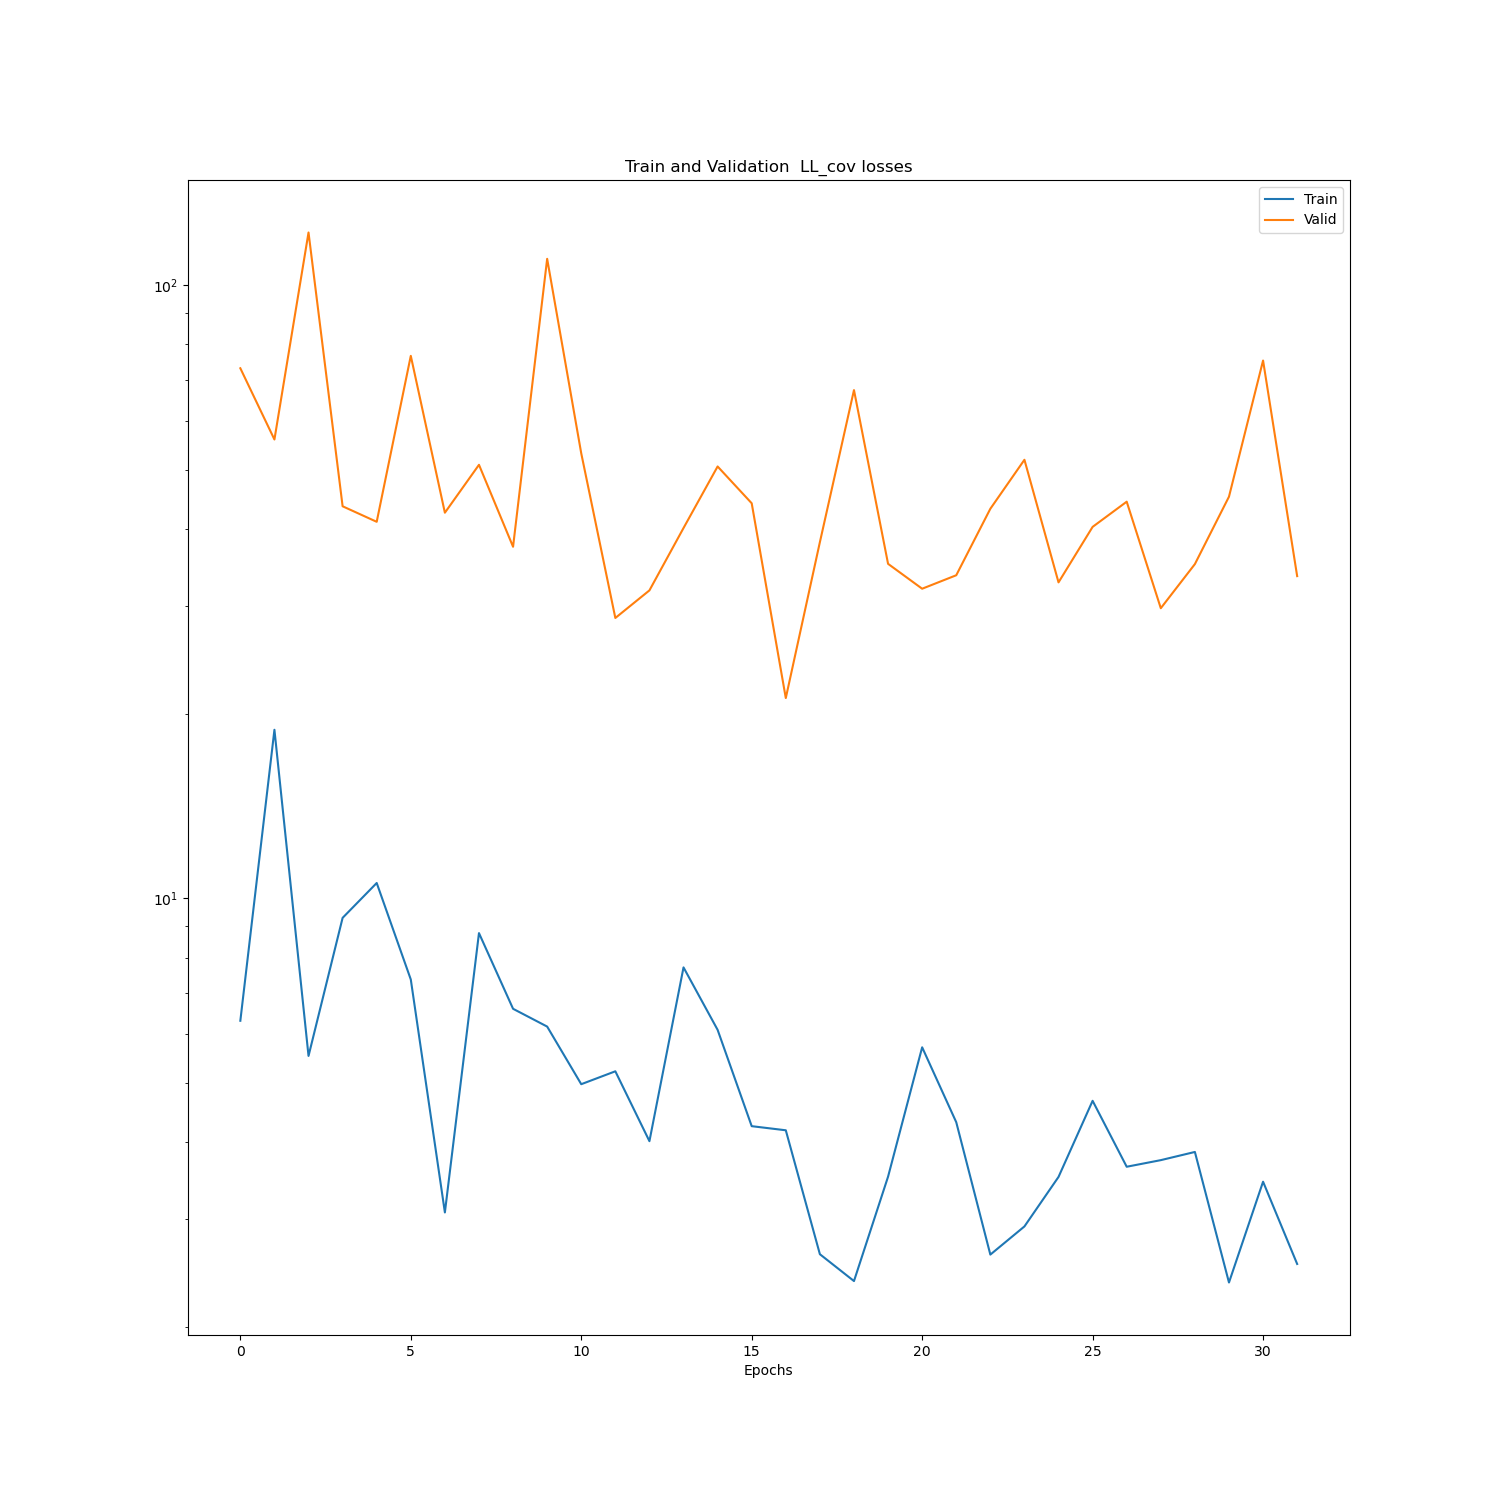 Train and Validation  LL_cov losses
Train
Valid
10²
10¹
0 5 10 15 20 25 30
Epochs